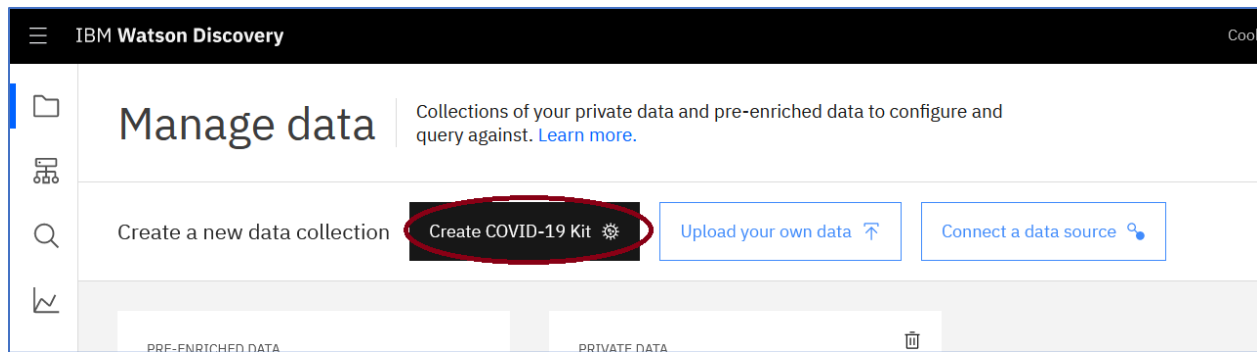 IBM Watson Discovery
Manage data
Collections of your private data and pre-enriched data to configure and
query against. Learn more.
Create a new data collection
Create COVID-19 Kit
Upload your own data
Connect a data source
PRE-ENRICHED DATA
PRIVATE DATA